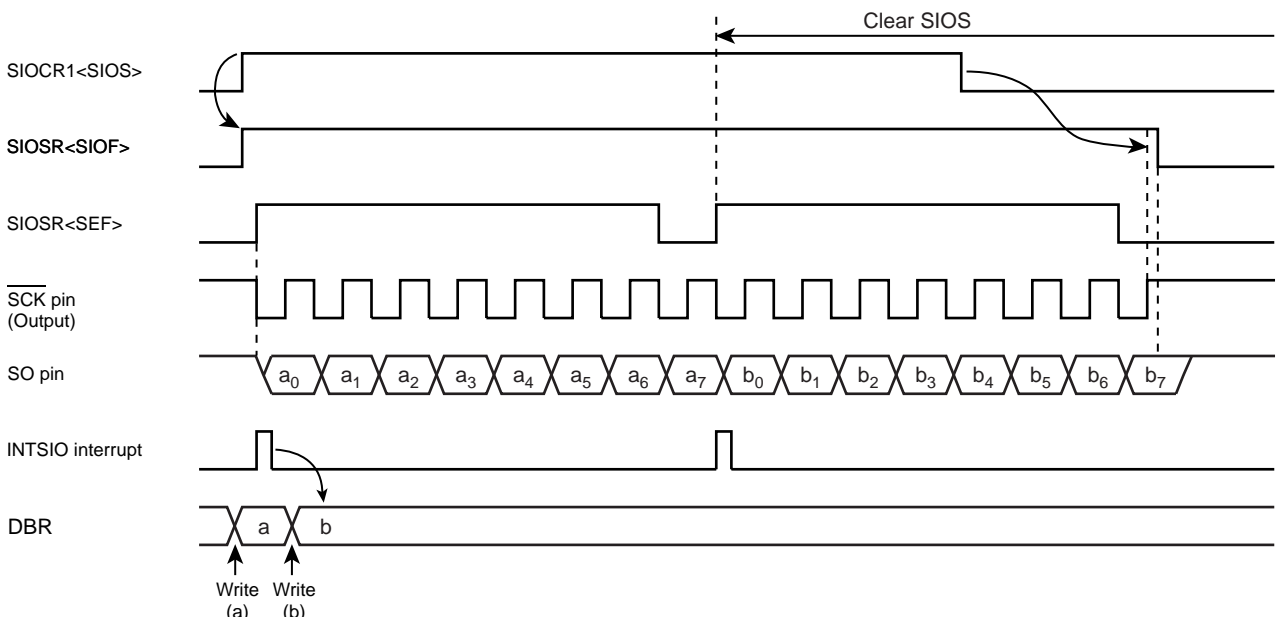 Clear SIOS
SIOCR1<SIOS>
SIOSR<SIOF>
SIOSR<SEF>
SCK pin
(Output)
SO pin
a0 a1 a2 a3 a4 a5 a6 a7 b0 b1 b2 b3 b4 b5 b6 b7
INTSIO interrupt
DBR
a b
Write Write
(a) (b)